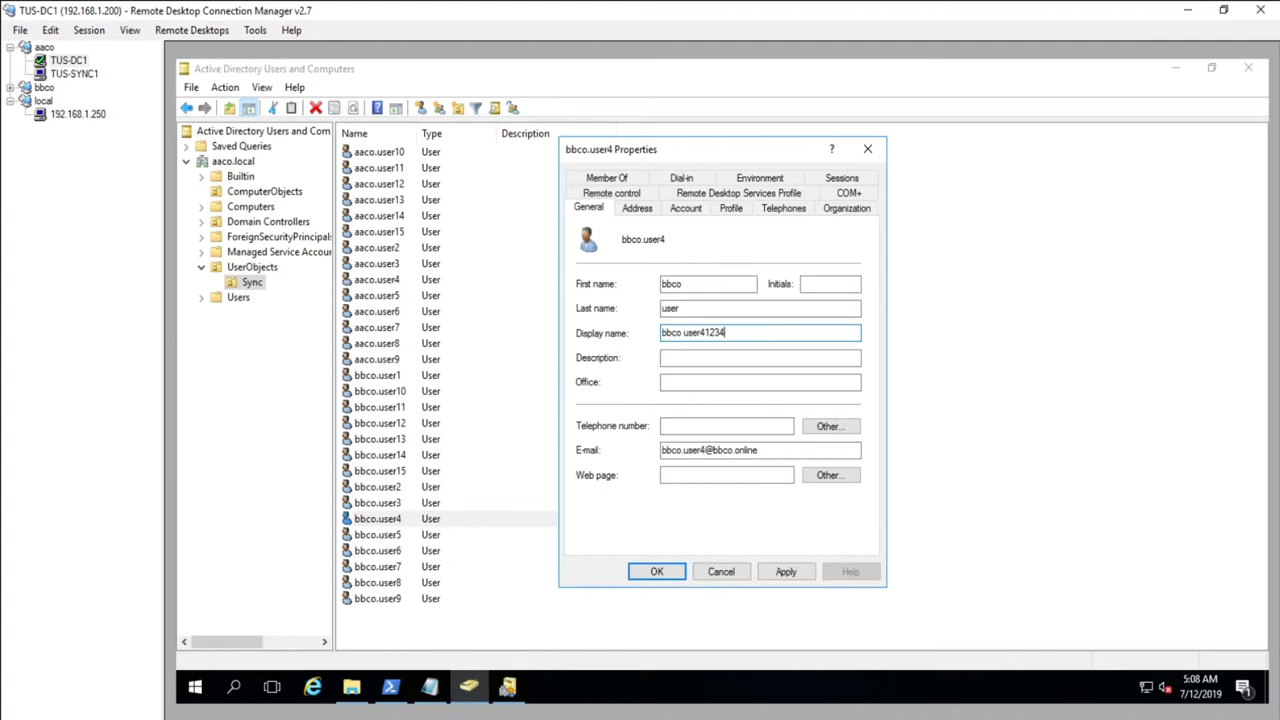 TUS-DC1 (192.168.1.200) - Remote Desktop Connection Manager v2.7
File Edit Session View Remote Desktops Tools Help
aaco
TUS-DC1
TUS-SYNC1
bbco
local
192.168.1.250
Active Directory Users and Computers
File Action View Help
Active Directory Users and Com
Saved Queries
aaco.local
Builtin
ComputerObjects
Computers
Domain Controllers
ForeignSecurityPrincipals
Managed Service Accou
UserObjects
Sync
Users
Name Type Description
aaco.user10 User
aaco.user11 User
aaco.user12 User
aaco.user13 User
aaco.user14 User
aaco.user15 User
aaco.user2 User
aaco.user3 User
aaco.user4 User
aaco.user5 User
aaco.user6 User
aaco.user7 User
aaco.user8 User
aaco.user9 User
bbco.user1 User
bbco.user10 User
bbco.user11 User
bbco.user12 User
bbco.user13 User
bbco.user14 User
bbco.user15 User
bbco.user2 User
bbco.user3 User
bbco.user4 User
bbco.user5 User
bbco.user6 User
bbco.user7 User
bbco.user8 User
bbco.user9 User
bbco.user4 Properties
Member Of Dial-in Environment Sessions
Remote control Remote Desktop Services Profile COM+
General Address Account Profile Telephones Organization
bbco.user4
First name: bbco Initials:
Last name: user
Display name: bbco user41234
Description:
Office:
Telephone number: Other...
E-mail: bbco.user4@bbco.online
Web page: Other...
OK Cancel Apply Help
5:08 AM
7/12/2019
1